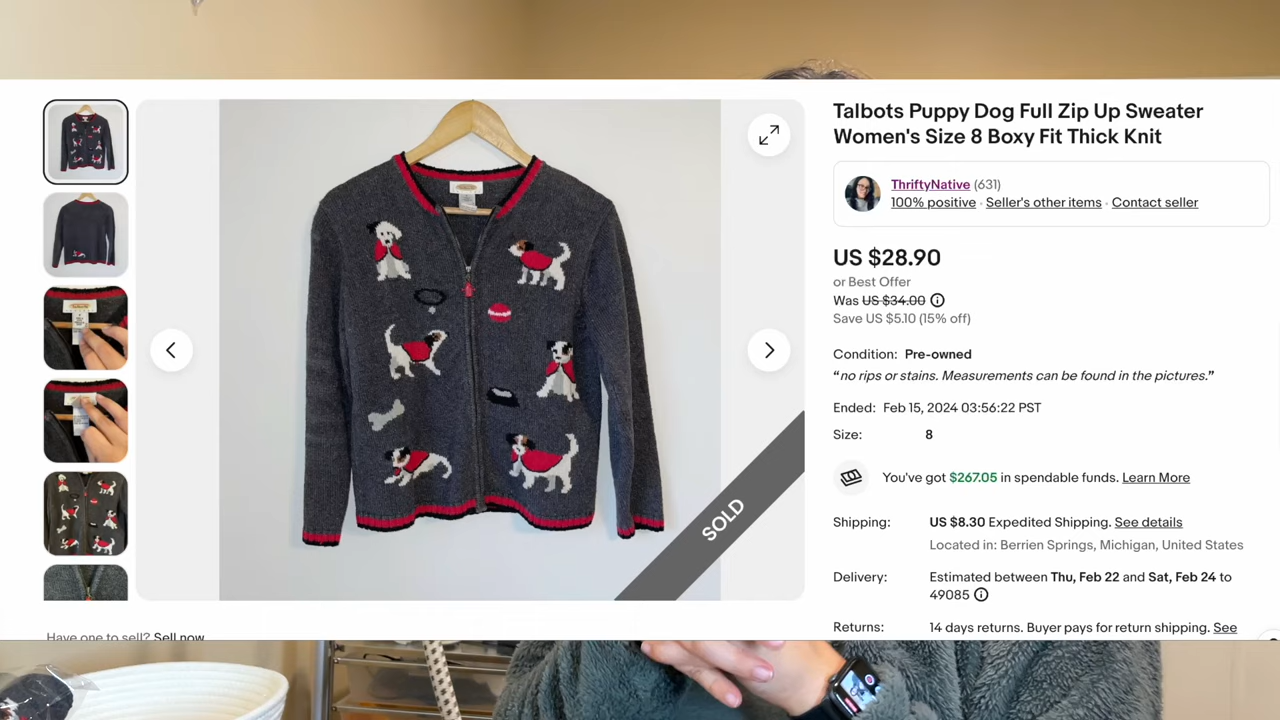 Talbots Puppy Dog Full Zip Up Sweater
Women's Size 8 Boxy Fit Thick Knit
ThriftyNative (631)
100% positive · Seller's other items · Contact seller
US $28.90
or Best Offer
Was US $34.00
Save US $5.10 (15% off)
Condition: Pre-owned
“no rips or stains. Measurements can be found in the pictures.”
Ended: Feb 15, 2024 03:56:22 PST
Size: 8
You've got $267.05 in spendable funds. Learn More
Shipping: US $8.30 Expedited Shipping. See details
Located in: Berrien Springs, Michigan, United States
Delivery: Estimated between Thu, Feb 22 and Sat, Feb 24 to
49085
Returns: 14 days returns. Buyer pays for return shipping. See
SOLD
Have one to sell? Sell now